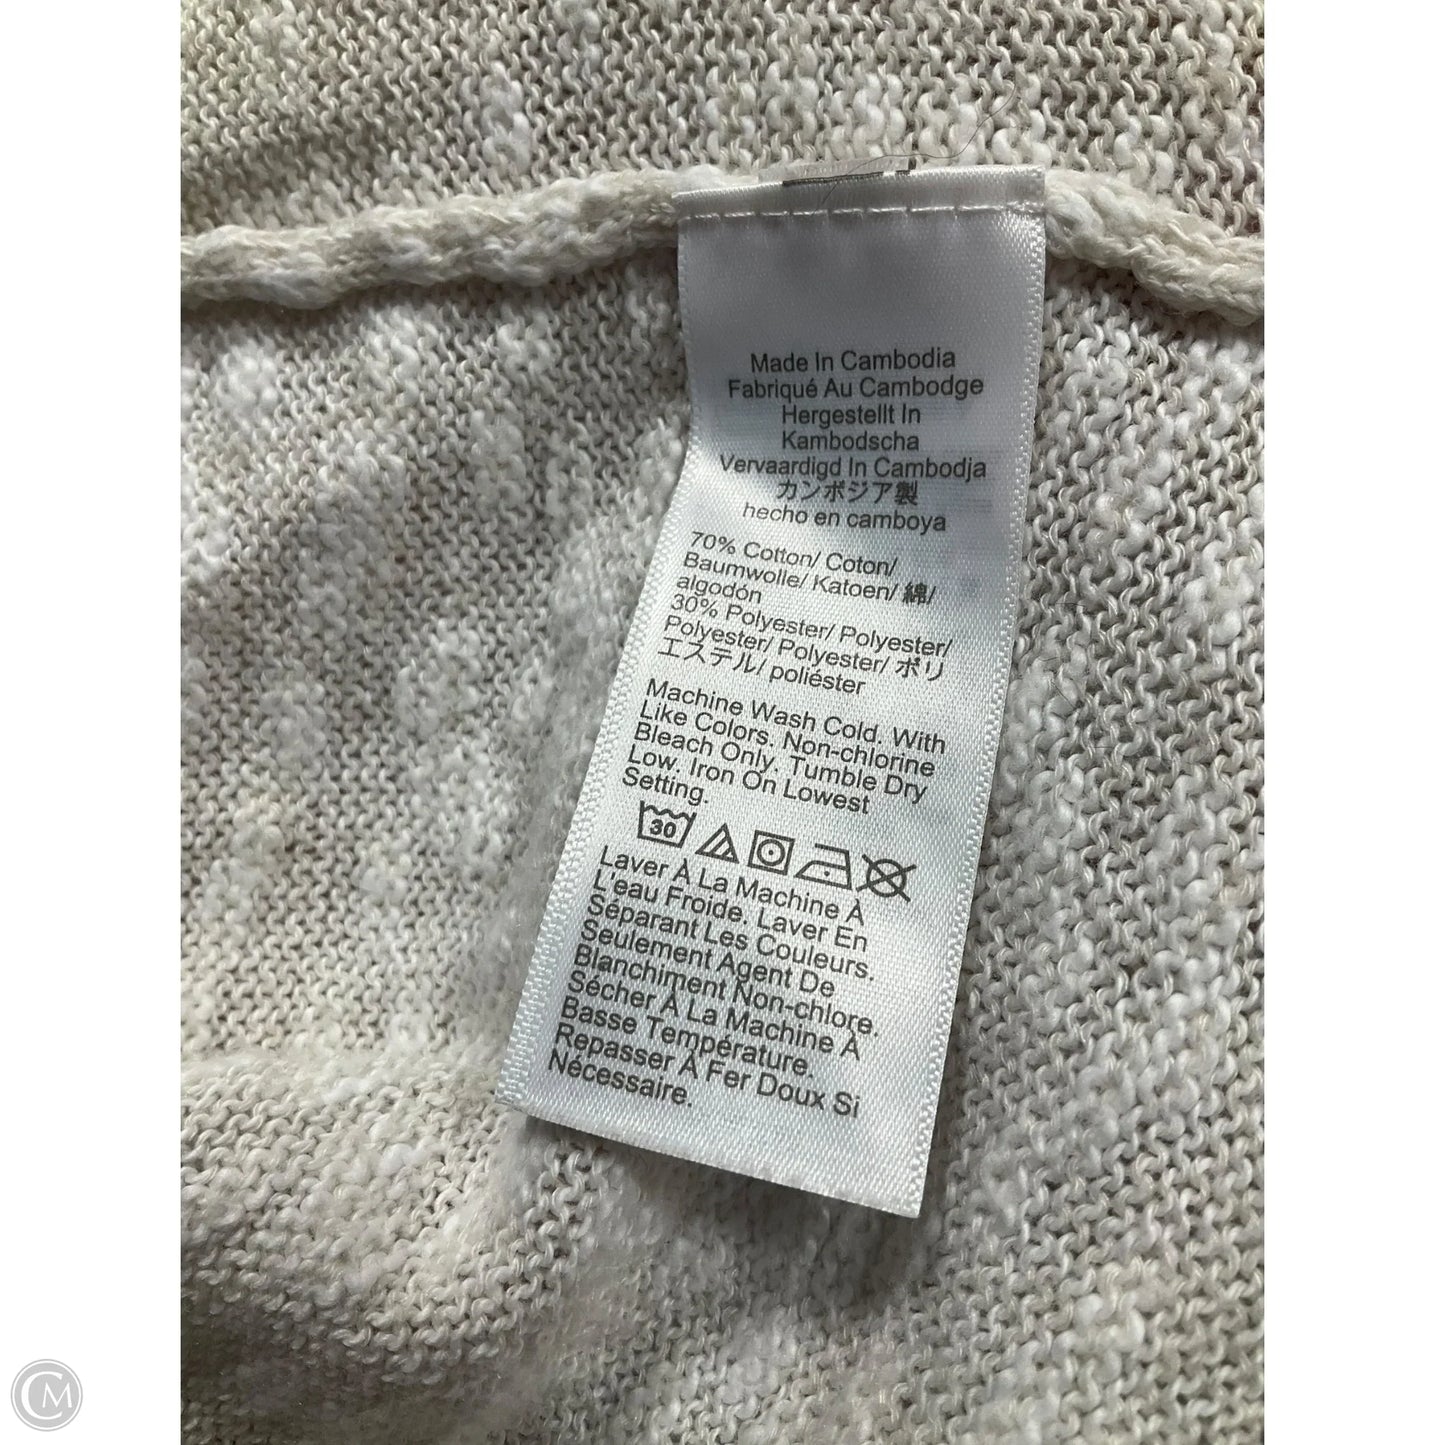 Made In Cambodia
Fabriqué Au Cambodge
Hergestellt In
Kambodscha
Vervaardigd In Cambodja
カンボジア製
hecho en camboya
70% Cotton/ Coton/
Baumwolle/ Katoen/ 綿/
algodón
30% Polyester/ Polyester/
Polyester/ Polyester/ ポリ
エステル/ poliéster
Machine Wash Cold. With
Like Colors. Non-chlorine
Bleach Only. Tumble Dry
Low. Iron On Lowest
Setting.
30
Laver À La Machine À
L'eau Froide. Laver En
Séparant Les Couleurs.
Seulement Agent De
Blanchiment Non-chlore.
Sécher À La Machine À
Basse Température.
Repasser À Fer Doux Si
Nécessaire.
CM